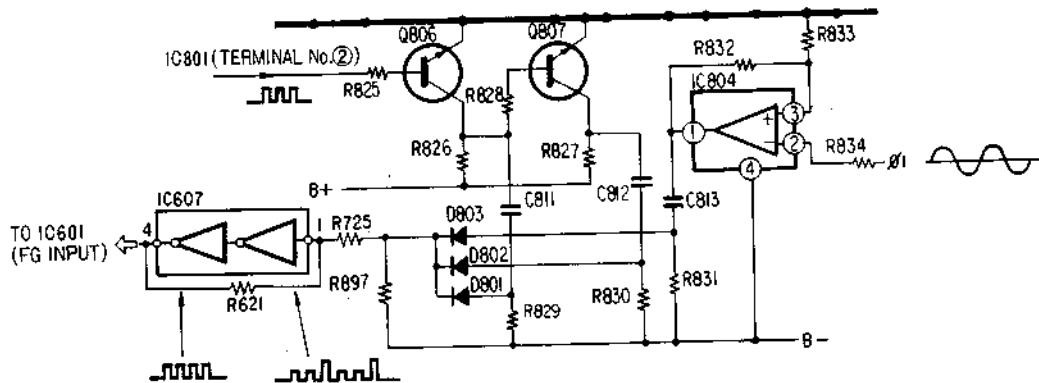 Q806
Q807
R833
R832
IC801 (TERMINAL No.②)
IC804
R825
R828
+
③
①
−
②
R834
Ø1
④
R826
R827
B+
C811
C812
C813
IC607
D803
4
1
R725
TO IC601
(FG INPUT)
D802
D801
R621
R897
R829
R830
R831
B-